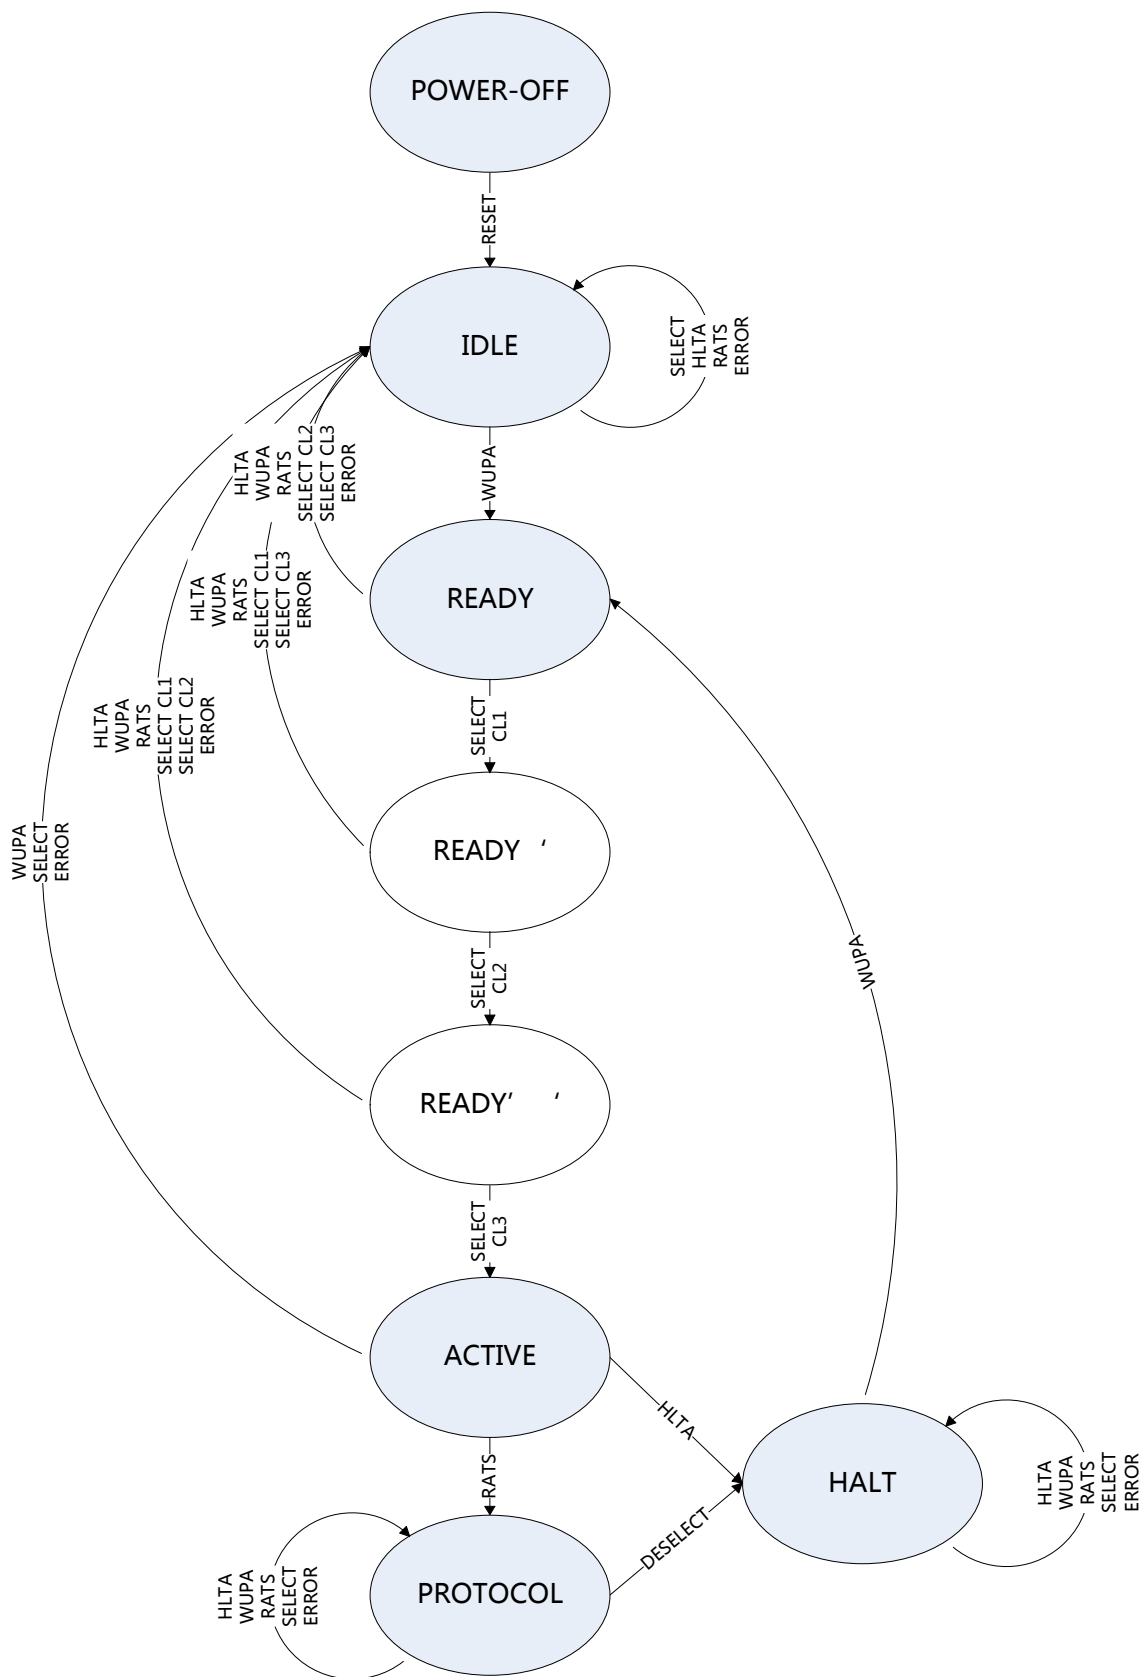 POWER-OFF
RESET
IDLE
SELECT
HLTA
RATS
ERROR
WUPA
HLTA
WUPA
RATS
SELECT CL2
SELECT CL3
ERROR
READY
HLTA
WUPA
RATS
SELECT CL1
SELECT CL3
ERROR
SELECT
CL1
HLTA
WUPA
RATS
SELECT CL1
SELECT CL2
ERROR
READY ‘
WUPA
SELECT
ERROR
SELECT
CL2
WUPA
READY’ ‘
SELECT
CL3
ACTIVE
HLTA
RATS
HALT
HLTA
WUPA
RATS
SELECT
ERROR
DESELECT
HLTA
WUPA
RATS
SELECT
ERROR
PROTOCOL